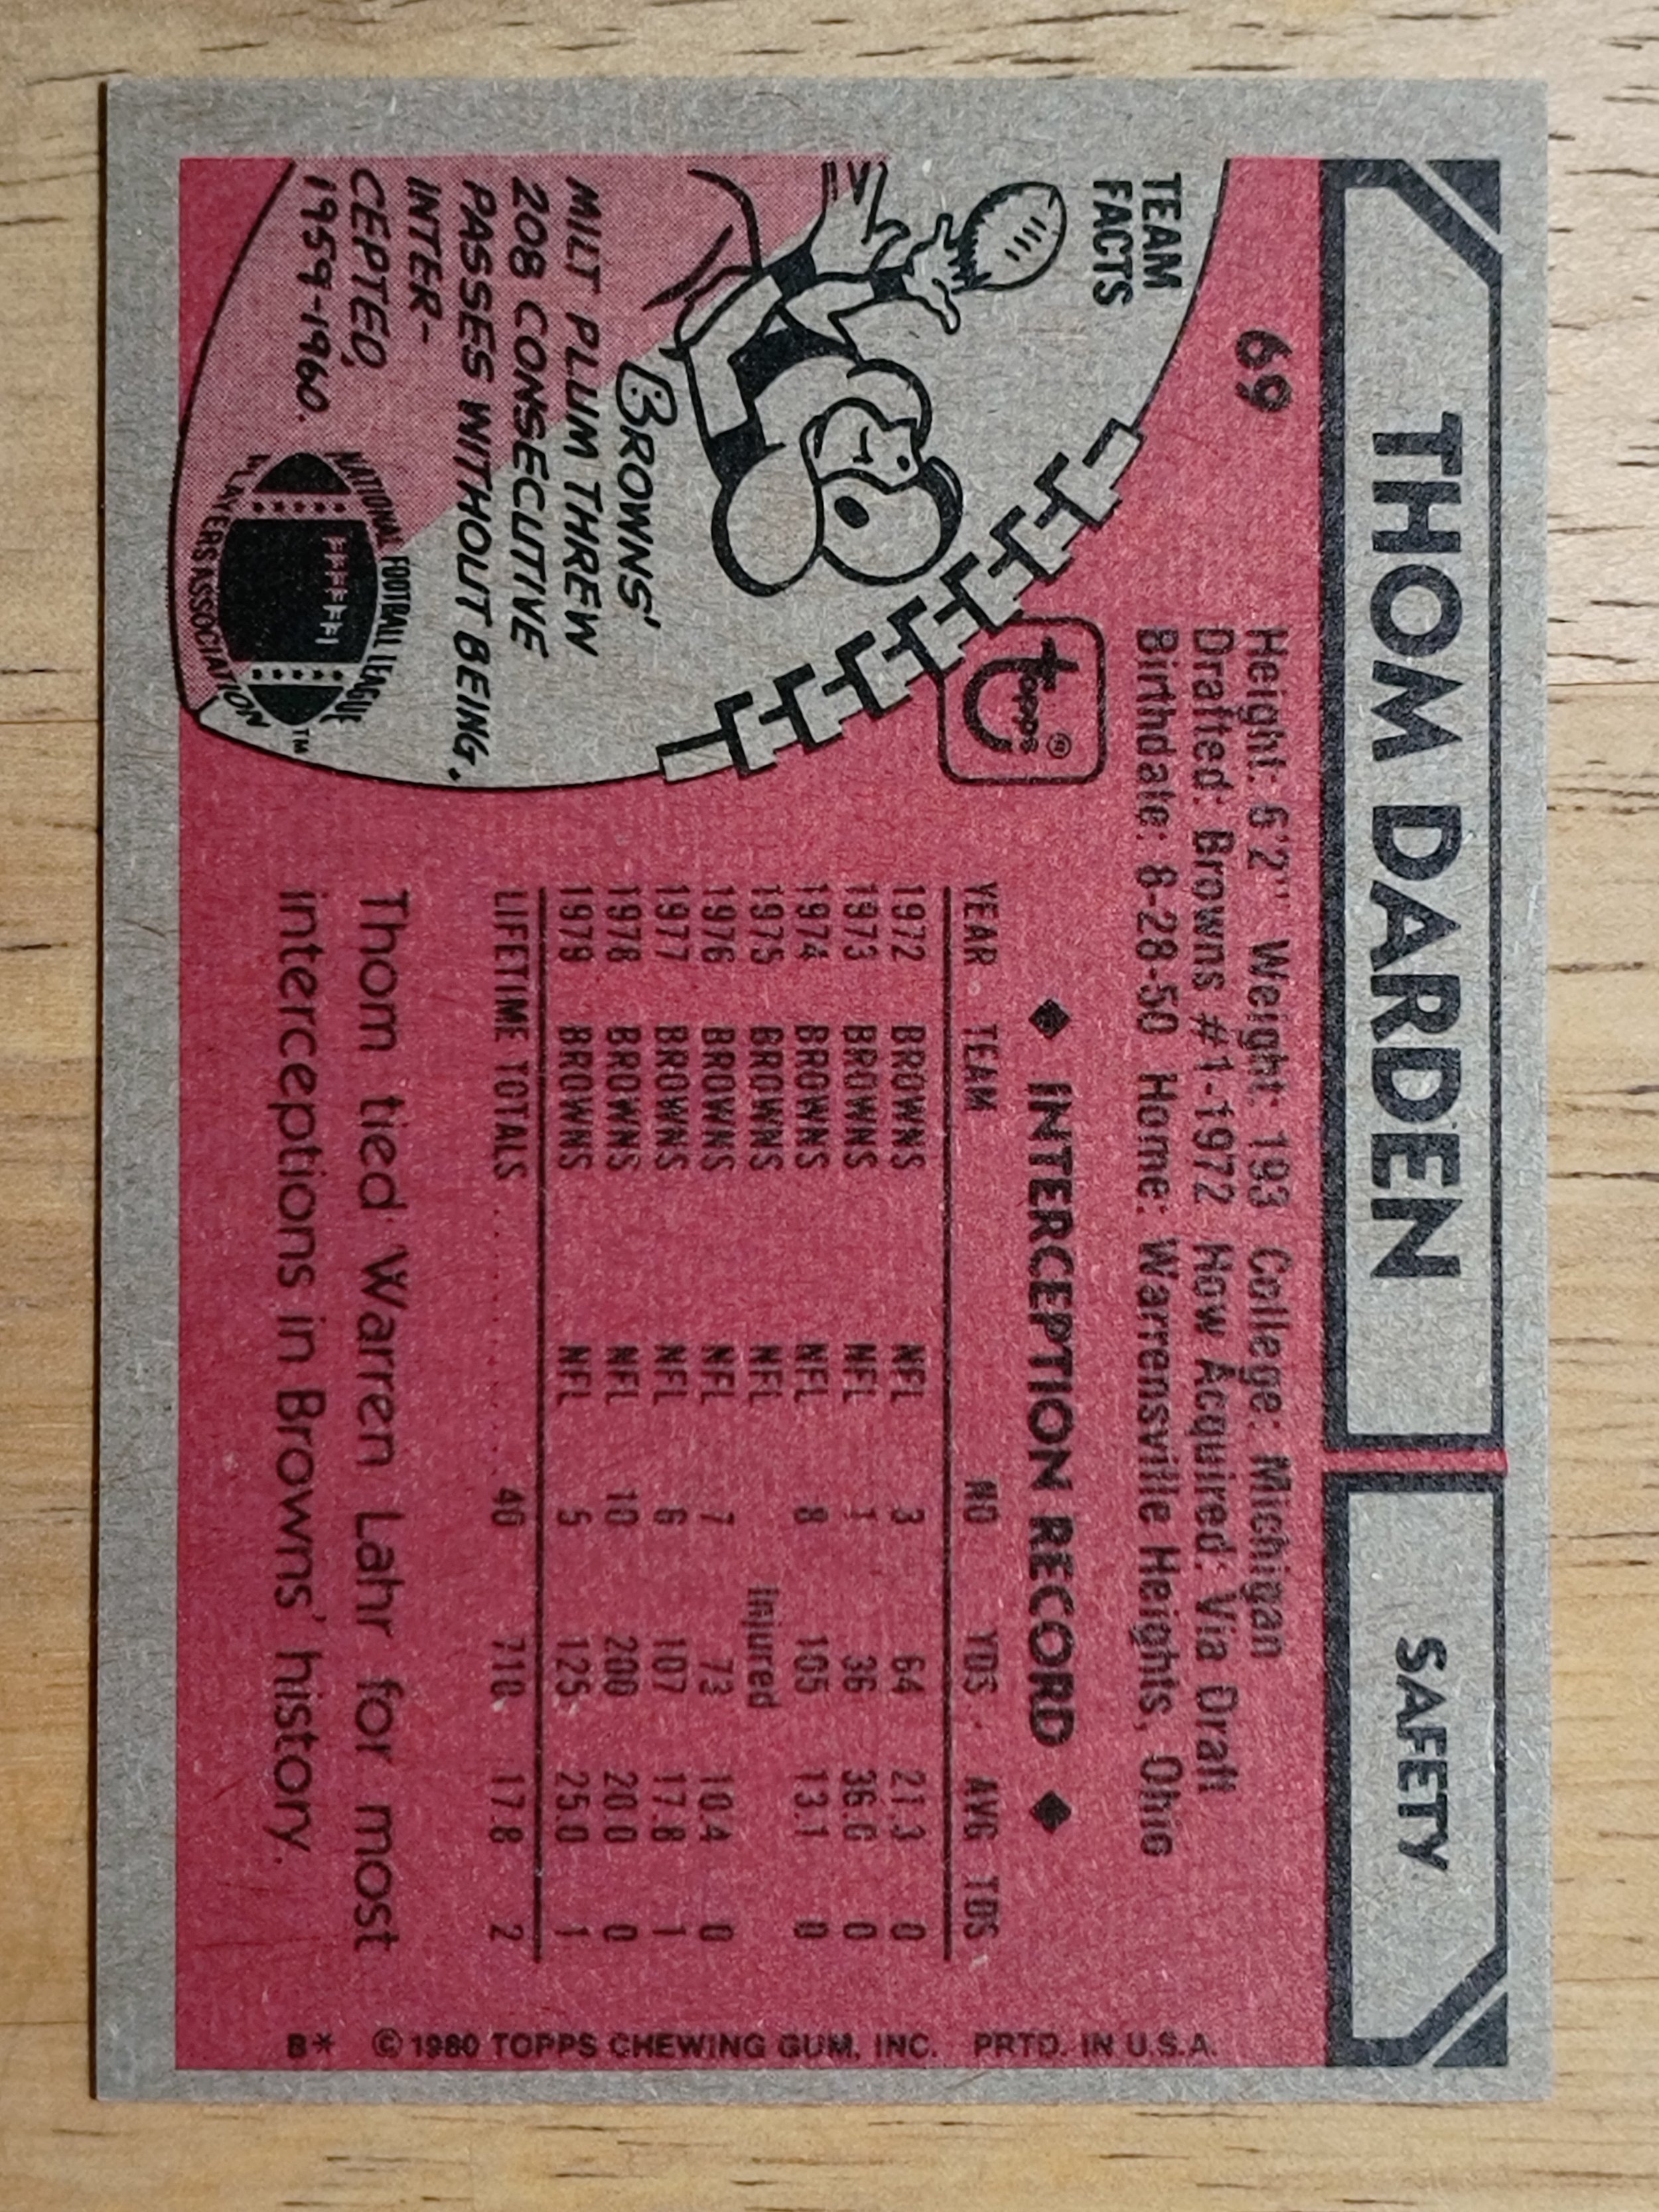 THOM DARDEN
SAFETY
69
Height: 6'2" Weight: 193 College: Michigan
Drafted: Browns #1-1972 How Acquired: Via Draft
Birthdate: 8-28-50 Home: Warrensville Heights, Ohio
TEAM
FACTS
topps®
BROWNS'
MILT PLUM THREW
208 CONSECUTIVE
PASSES WITHOUT BEING
INTER-
CEPTED,
1959-1960.
NATIONAL FOOTBALL LEAGUE
PLAYERS ASSOCIATION
TM
◆ INTERCEPTION RECORD ◆
YEAR TEAM NO YDS. AVG TDS
1972 BROWNS NFL 3 64 21.3 0
1973 BROWNS NFL 1 36 36.0 0
1974 BROWNS NFL 8 105 13.1 0
1975 BROWNS NFL Injured
1976 BROWNS NFL 7 73 10.4 0
1977 BROWNS NFL 6 107 17.8 1
1978 BROWNS NFL 10 200 20.0 0
1979 BROWNS NFL 5 125 25.0 1
LIFETIME TOTALS 40 710 17.8 2
Thom tied Warren Lahr for most
interceptions in Browns' history.
B* © 1980 TOPPS CHEWING GUM, INC. PRTD. IN U.S.A.